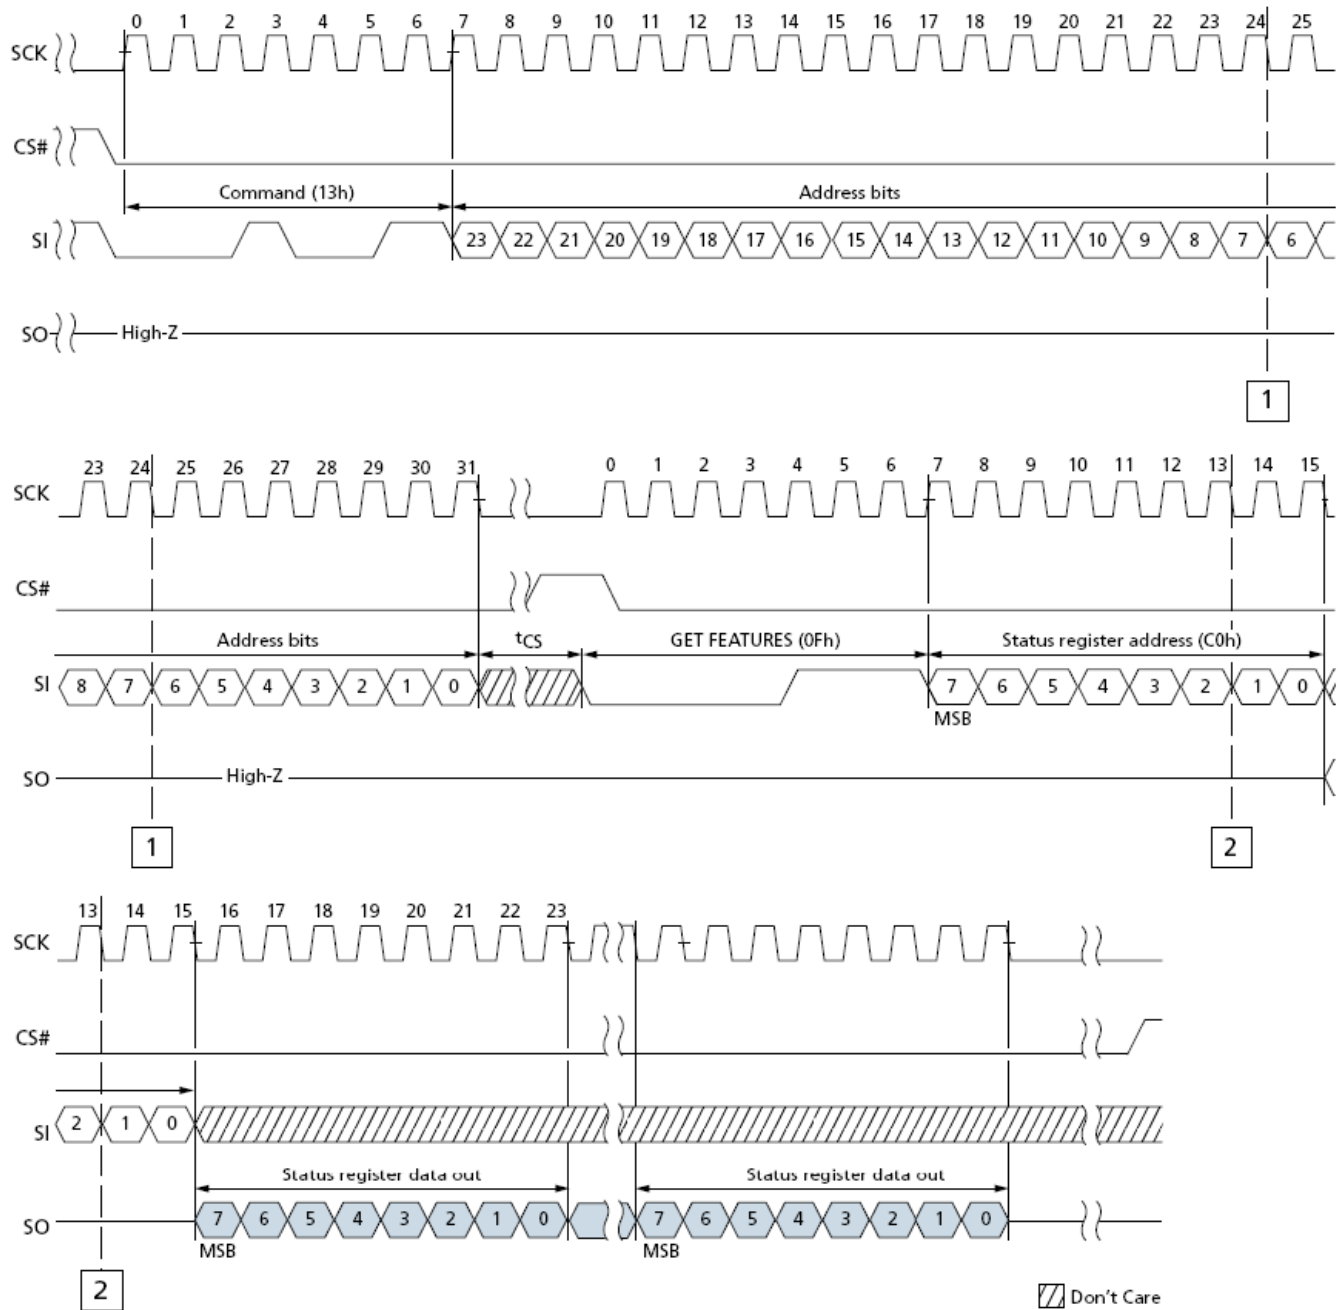 0 1 2 3 4 5 6 7 8 9 10 11 12 13 14 15 16 17 18 19 20 21 22 23 24 25
SCK
CS#
Command (13h) Address bits
SI 23 22 21 20 19 18 17 16 15 14 13 12 11 10 9 8 7 6
SO High-Z
1
23 24 25 26 27 28 29 30 31 0 1 2 3 4 5 6 7 8 9 10 11 12 13 14 15
SCK
CS#
Address bits tCS GET FEATURES (0Fh) Status register address (C0h)
SI 8 7 6 5 4 3 2 1 0 7 6 5 4 3 2 1 0
MSB
SO High-Z
1 2
13 14 15 16 17 18 19 20 21 22 23
SCK
CS#
SI 2 1 0
Status register data out Status register data out
SO 7 6 5 4 3 2 1 0 7 6 5 4 3 2 1 0
MSB MSB
2
Don't Care